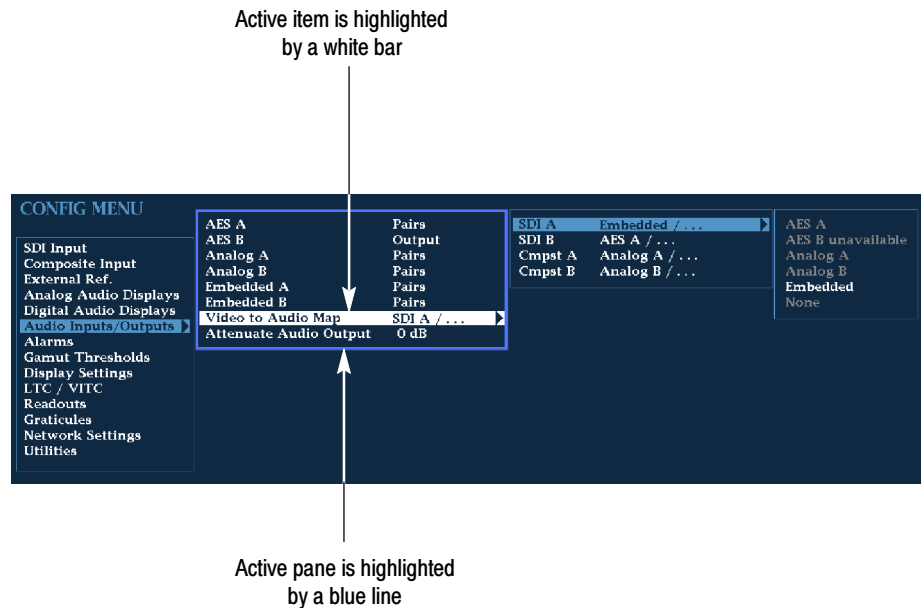 Active item is highlighted
by a white bar
CONFIG MENU
SDI Input
Composite Input
External Ref.
Analog Audio Displays
Digital Audio Displays
Audio Inputs/Outputs
Alarms
Gamut Thresholds
Display Settings
LTC / VITC
Readouts
Graticules
Network Settings
Utilities
AES A Pairs
AES B Output
Analog A Pairs
Analog B Pairs
Embedded A Pairs
Embedded B Pairs
Video to Audio Map SDI A / . . .
Attenuate Audio Output 0 dB
SDI A Embedded / . . .
SDI B AES A / . . .
Cmpst A Analog A / . . .
Cmpst B Analog B / . . .
AES A
AES B unavailable
Analog A
Analog B
Embedded
None
Active pane is highlighted
by a blue line